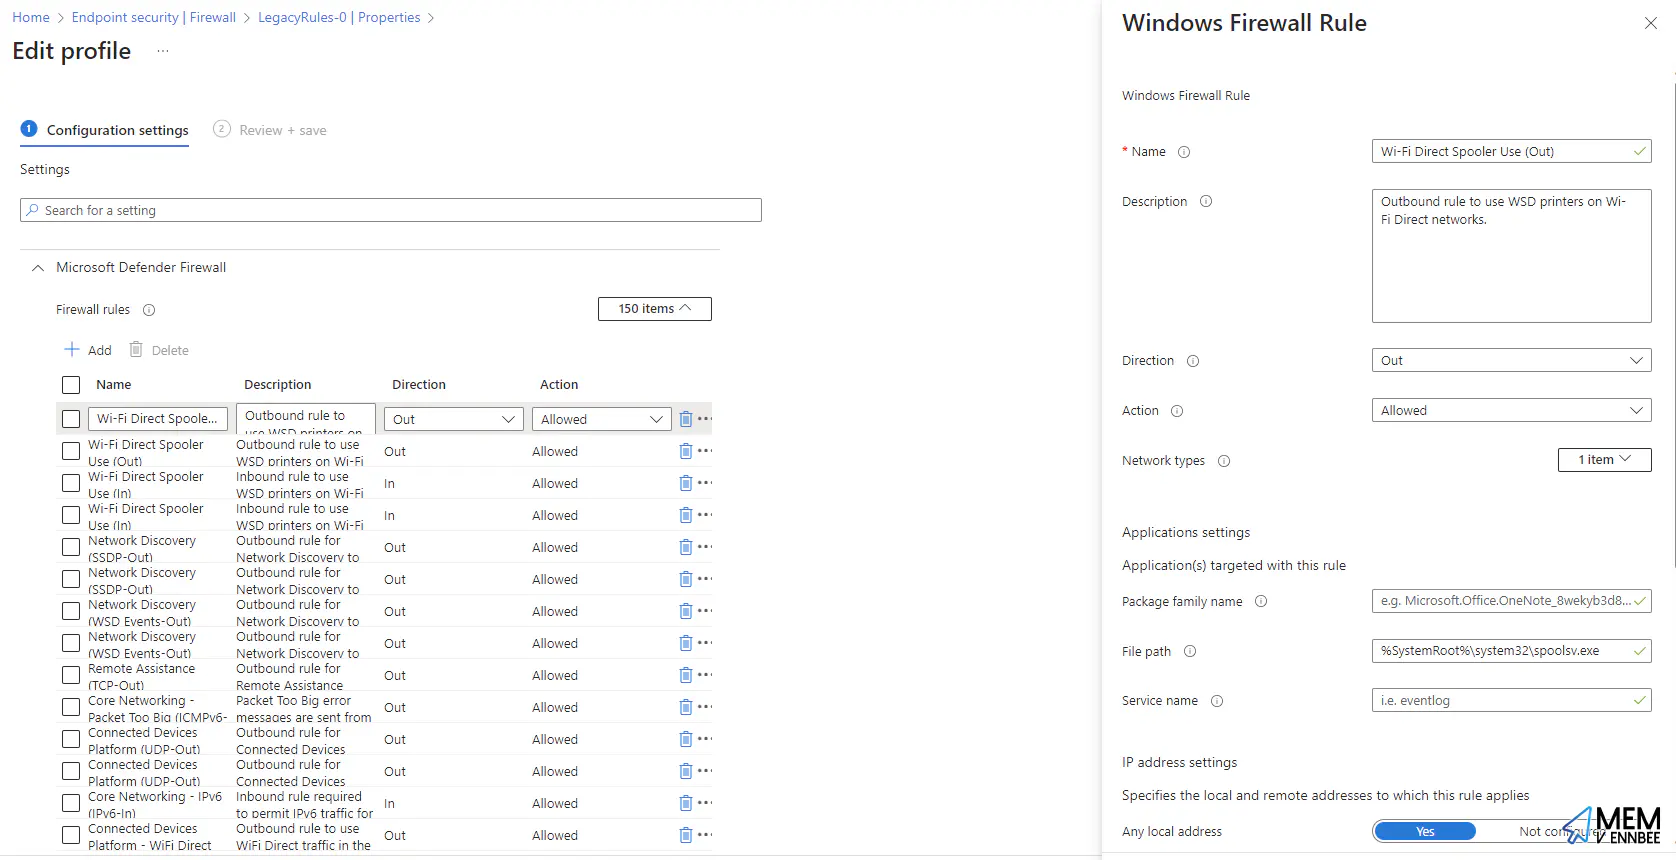 Home > Endpoint security | Firewall > LegacyRules-0 | Properties >
Edit profile ...
1 Configuration settings 2 Review + save
Settings
Search for a setting
Microsoft Defender Firewall
Firewall rules 150 items
Add Delete
Name Description Direction Action
Wi-Fi Direct Spoole... Outbound rule to Out Allowed
use WSD printers on
Wi-Fi Direct Spooler Outbound rule to use
Use (Out) WSD printers on Wi-Fi Out Allowed
Wi-Fi Direct Spooler Inbound rule to use
Use (In) WSD printers on Wi-Fi In Allowed
Wi-Fi Direct Spooler Inbound rule to use
Use (In) WSD printers on Wi-Fi In Allowed
Network Discovery Outbound rule for
(SSDP-Out) Network Discovery to Out Allowed
Network Discovery Outbound rule for
(SSDP-Out) Network Discovery to Out Allowed
Network Discovery Outbound rule for
(WSD Events-Out) Network Discovery to Out Allowed
Network Discovery Outbound rule for
(WSD Events-Out) Network Discovery to Out Allowed
Remote Assistance Outbound rule for
(TCP-Out) Remote Assistance Out Allowed
Core Networking - Packet Too Big error
Packet Too Big (ICMPv6- messages are sent from Out Allowed
Connected Devices Outbound rule for
Platform (UDP-Out) Connected Devices Out Allowed
Connected Devices Outbound rule for
Platform (UDP-Out) Connected Devices Out Allowed
Core Networking - IPv6 Inbound rule required
(IPv6-In) to permit IPv6 traffic for In Allowed
Connected Devices Outbound rule to use
Platform - WiFi Direct WiFi Direct traffic in the Out Allowed
Windows Firewall Rule
Windows Firewall Rule
* Name Wi-Fi Direct Spooler Use (Out)
Description Outbound rule to use WSD printers on Wi-
Fi Direct networks.
Direction Out
Action Allowed
Network types 1 item
Applications settings
Application(s) targeted with this rule
Package family name e.g. Microsoft.Office.OneNote_8wekyb3d8...
File path %SystemRoot%\system32\spoolsv.exe
Service name i.e. eventlog
IP address settings
Specifies the local and remote addresses to which this rule applies
Any local address Yes Not configured
MEM
VENNBEE